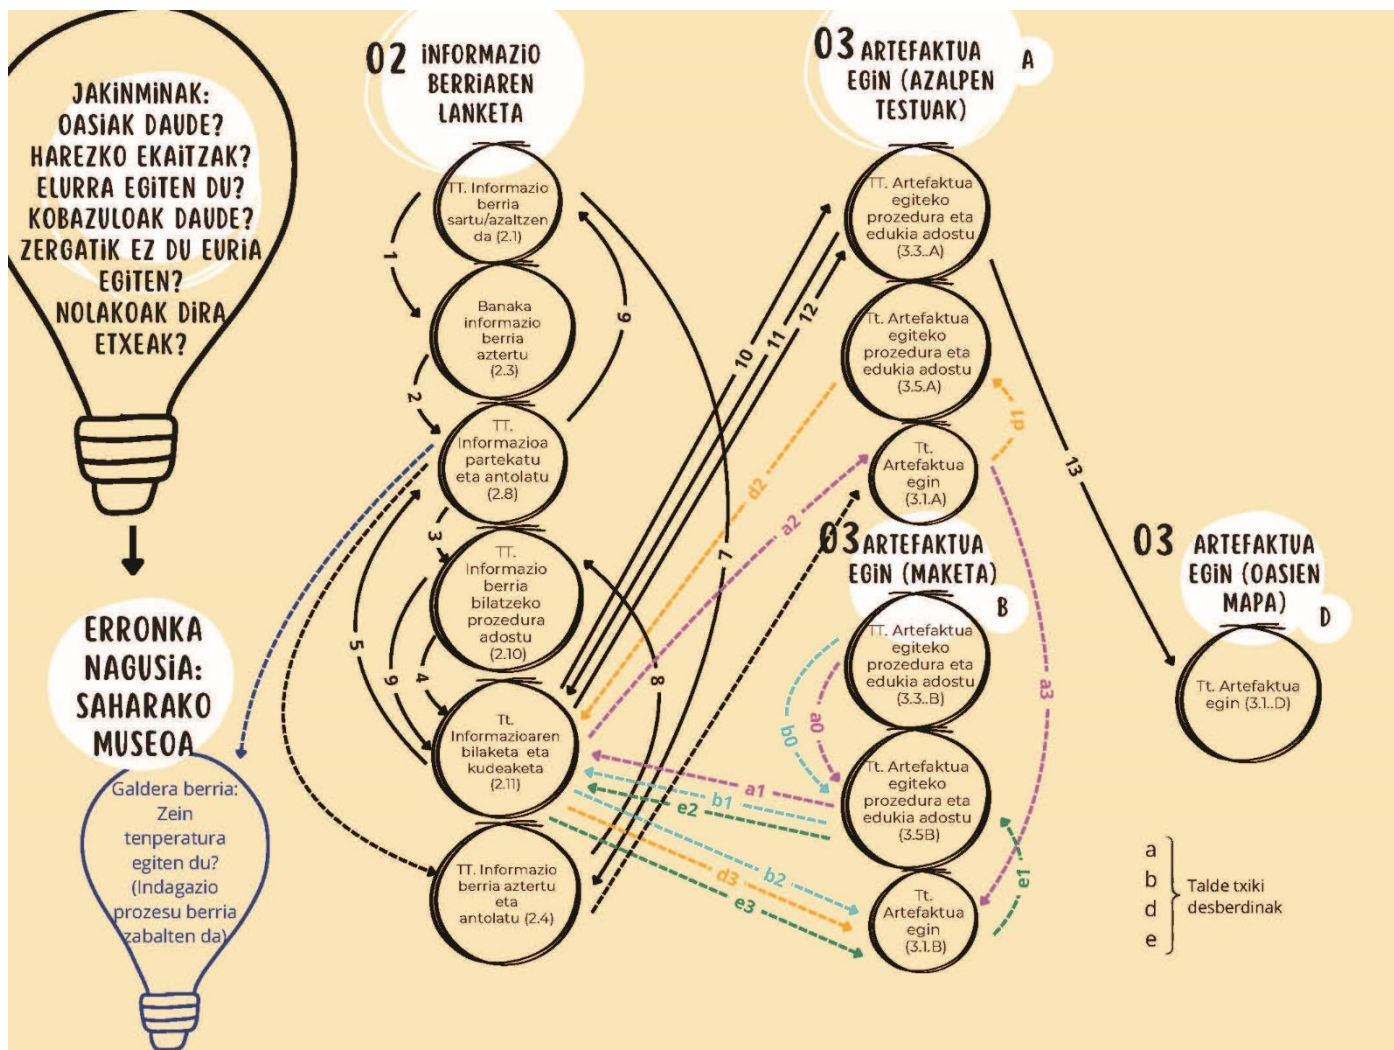 JAKINMINAK:
OASIAK DAUDE?
HAREZKO EKAITZAK?
ELURRA EGITEN DU?
KOBAZULOAK DAUDE?
ZERGATIK EZ DU EURIA
EGITEN?
NOLAKOAK DIRA
ETXEAK?
ERRONKA
NAGUSIA:
SAHARAKO
MUSEOA
Galdera berria:
Zein
tenperatura
egiten du?
(Indagazio
prozesu berria
zabalten da)
02 INFORMAZIO
BERRIAREN
LANKETA
TT. Informazio
berria
sartu/azaltzen
da (2.1)
Banaka
informazio
berria
aztertu
(2.3)
TT.
Informazioa
partekatu
eta antolatu
(2.8)
TT.
Informazio
berria
bilatzeko
prozedura
adostu
(2.10)
Tt.
Informazioaren
bilaketa eta
kudeaketa
(2.11)
TT. Informazio
berria aztertu
eta
antolatu (2.4)
1
2
3
4
5
9
6
7
8
10
11
12
13
03 ARTEFAKTUA
EGIN (AZALPEN
TESTUAK)
A
TT. Artefaktua
egiteko
prozedura eta
edukia adostu
(3.3..A)
Tt. Artefaktua
egiteko
prozedura eta
edukia adostu
(3.5.A)
Tt.
Artefaktua
egin
(3.1.A)
03 ARTEFAKTUA
EGIN (MAKETA)
B
TT. Artefaktua
egiteko
prozedura eta
edukia adostu
(3.3..B)
Tt. Artefaktua
egiteko
prozedura eta
edukia adostu
(3.5B)
Tt.
Artefaktua
egin
(3.1.B)
d1
d2
a2
a3
b0
a0
a1
b1
e2
b2
d3
e3
e1
03 ARTEFAKTUA
EGIN (OASIEN
MAPA)
D
Tt. Artefaktua
egin (3.1..D)
a
b
d
e
Talde txiki
desberdinak